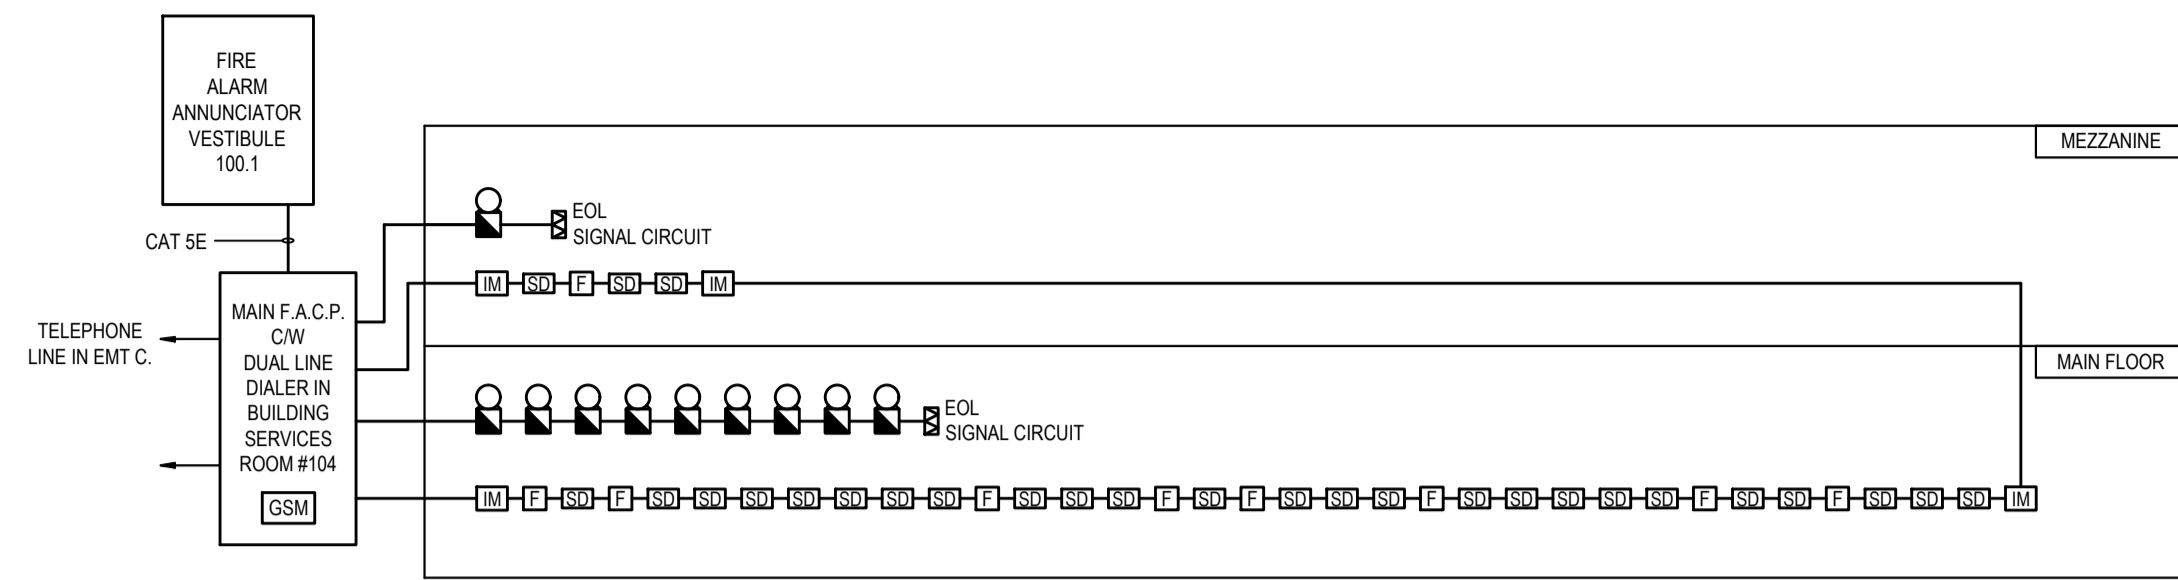 FIRE
ALARM
ANNUNCIATOR
VESTIBULE
100.1
MEZZANINE
EOL
SIGNAL CIRCUIT
CAT 5E
IM SD F SD SD IM
MAIN F.A.C.P.
C/W
DUAL LINE
DIALER IN
BUILDING
SERVICES
ROOM #104
GSM
TELEPHONE
LINE IN EMT C.
MAIN FLOOR
EOL
SIGNAL CIRCUIT
IM F SD F SD SD SD SD SD SD SD F SD SD SD F SD F SD SD SD F SD SD SD SD SD F SD SD F SD SD SD IM